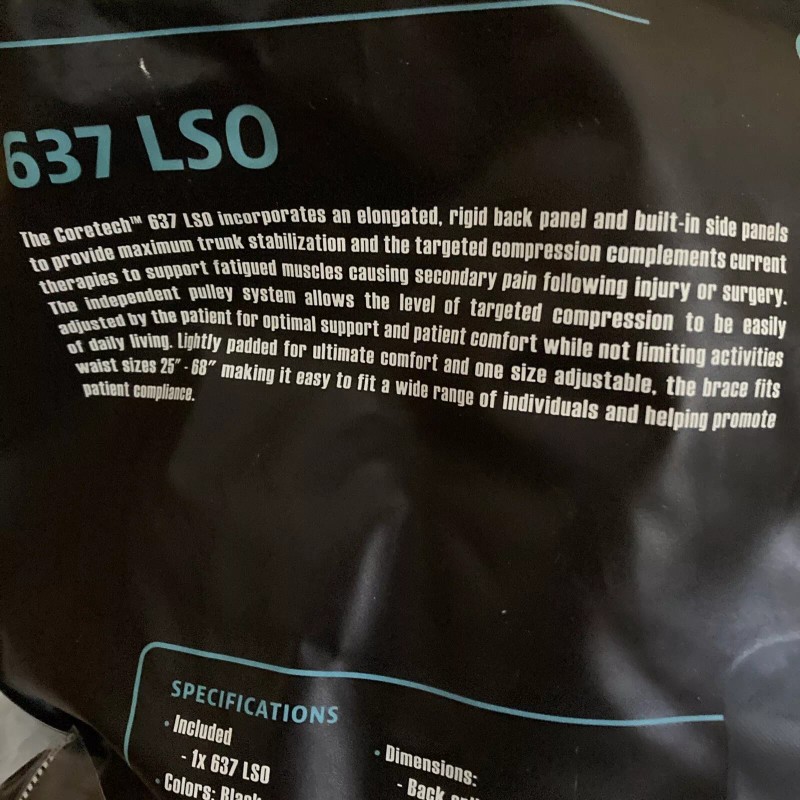 637 LSO
The Coretech™ 637 LSO incorporates an elongated, rigid back panel and built-in side panels
to provide maximum trunk stabilization and the targeted compression complements current
therapies to support fatigued muscles causing secondary pain following injury or surgery.
The independent pulley system allows the level of targeted compression to be easily
adjusted by the patient for optimal support and patient comfort while not limiting activities
of daily living. Lightly padded for ultimate comfort and one size adjustable, the brace fits
waist sizes 25" - 68" making it easy to fit a wide range of individuals and helping promote
patient compliance.
SPECIFICATIONS
• Included
- 1x 637 LSO
• Colors: Black
• Dimensions:
- Back